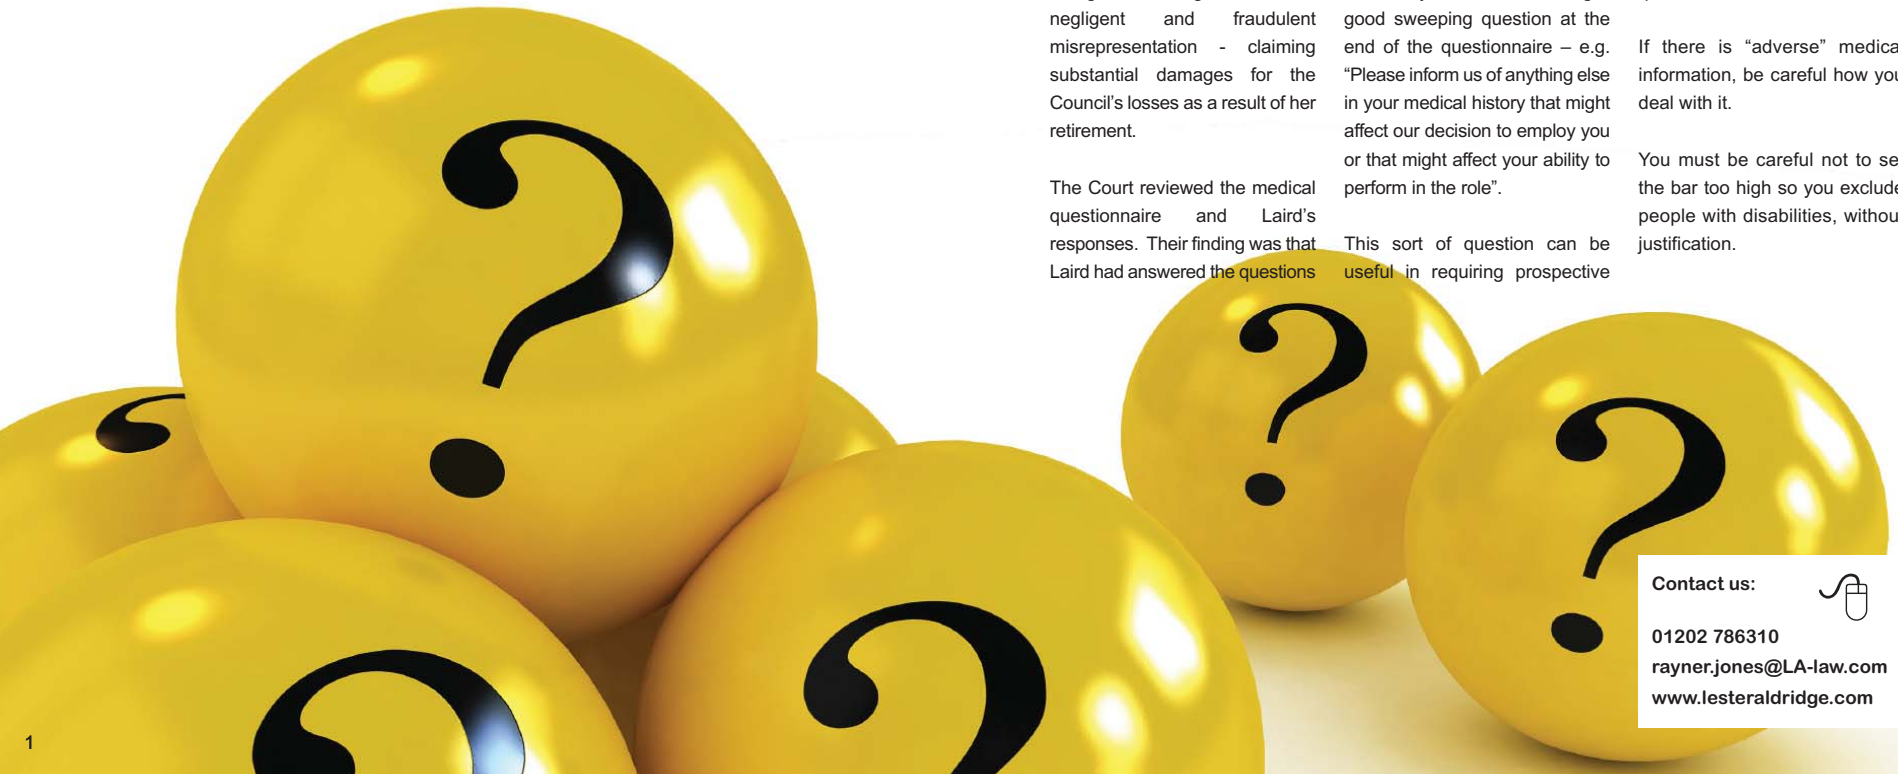 negligent and fraudulent
misrepresentation - claiming
substantial damages for the
Council's losses as a result of her
retirement.
The Court reviewed the medical
questionnaire and Laird's
responses. Their finding was that
Laird had answered the questions
good sweeping question at the
end of the questionnaire – e.g.
“Please inform us of anything else
in your medical history that might
affect our decision to employ you
or that might affect your ability to
perform in the role”.
This sort of question can be
useful in requiring prospective
If there is “adverse” medica
information, be careful how you
deal with it.
You must be careful not to se
the bar too high so you exclude
people with disabilities, withou
justification.
?
?
?
?
?
Contact us:
01202 786310
rayner.jones@LA-law.com
www.lesteraldridge.com
1